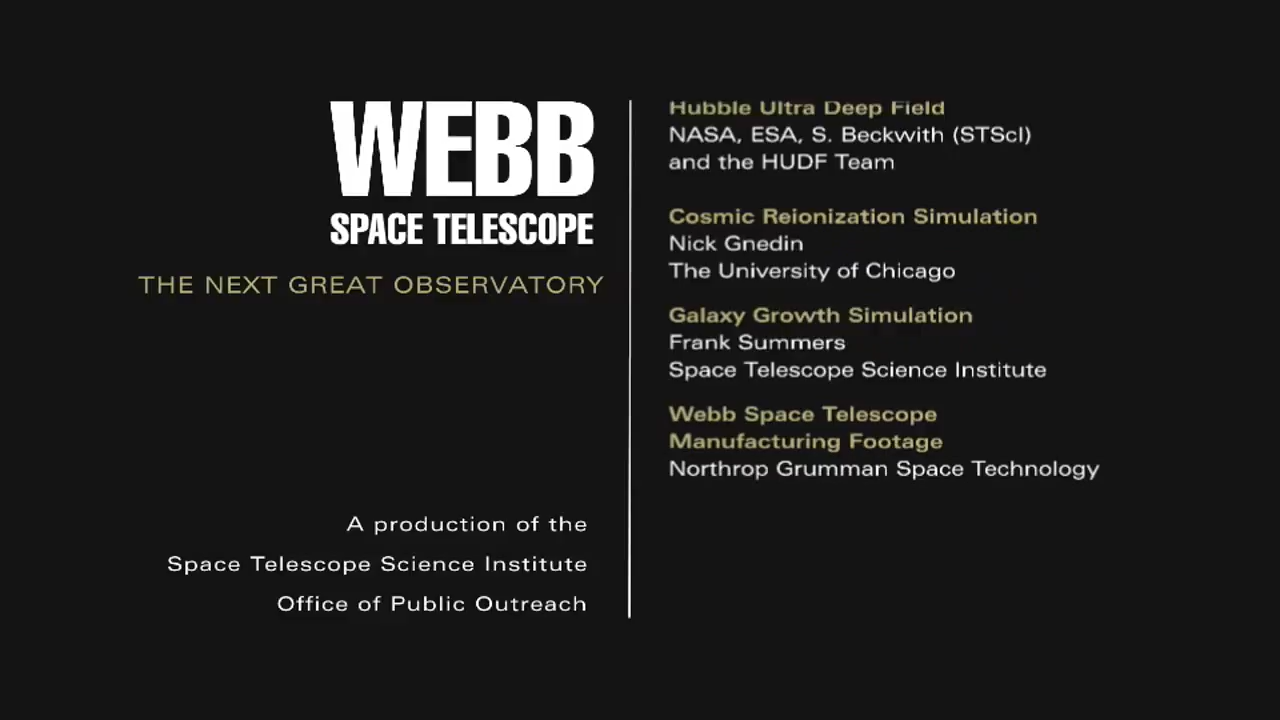 WEBB
SPACE TELESCOPE
THE NEXT GREAT OBSERVATORY
A production of the
Space Telescope Science Institute
Office of Public Outreach
Hubble Ultra Deep Field
NASA, ESA, S. Beckwith (STScI)
and the HUDF Team
Cosmic Reionization Simulation
Nick Gnedin
The University of Chicago
Galaxy Growth Simulation
Frank Summers
Space Telescope Science Institute
Webb Space Telescope
Manufacturing Footage
Northrop Grumman Space Technology